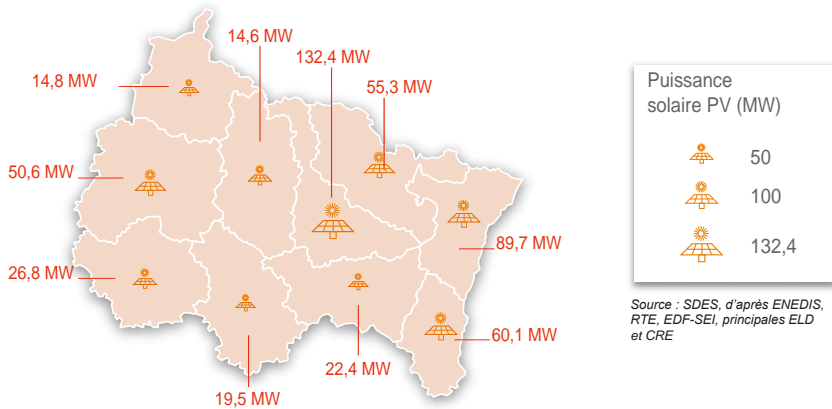 14,6 MW
132,4 MW
14,8 MW
55,3 MW
50,6 MW
89,7 MW
26,8 MW
60,1 MW
22,4 MW
19,5 MW
Puissance
solaire PV (MW)
50
100
132,4
Source : SDES, d'après ENEDIS,
RTE, EDF-SEI, principales ELD
et CRE